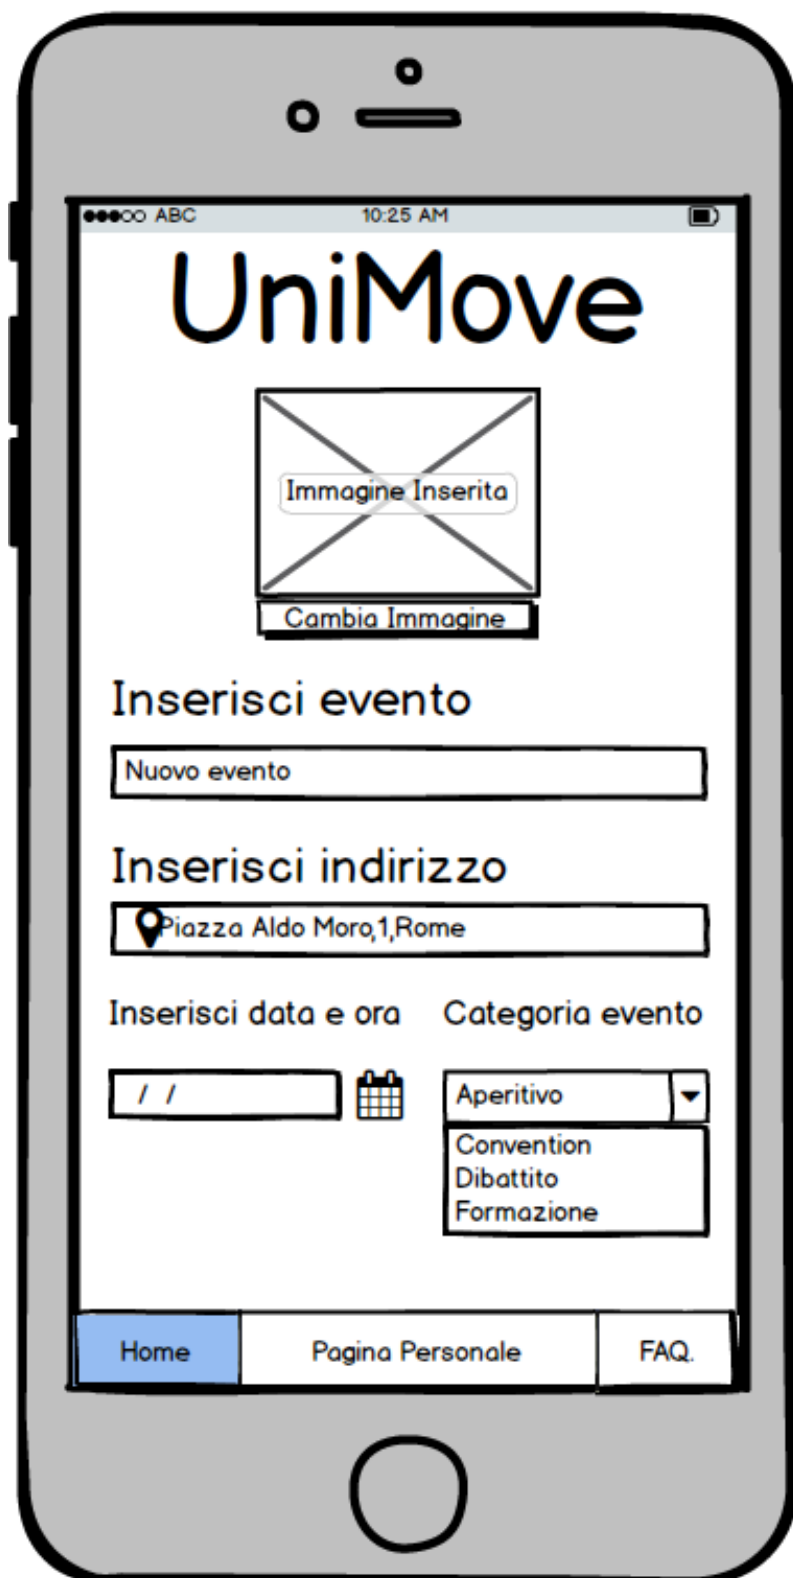 ABC 10:25 AM
UniMove
Immagine Inserita
Cambia Immagine
Inserisci evento
Nuovo evento
Inserisci indirizzo
Piazza Aldo Moro,1,Rome
Inserisci data e ora Categoria evento
/ / Aperitivo
Convention
Dibattito
Formazione
Home Pagina Personale FAQ.